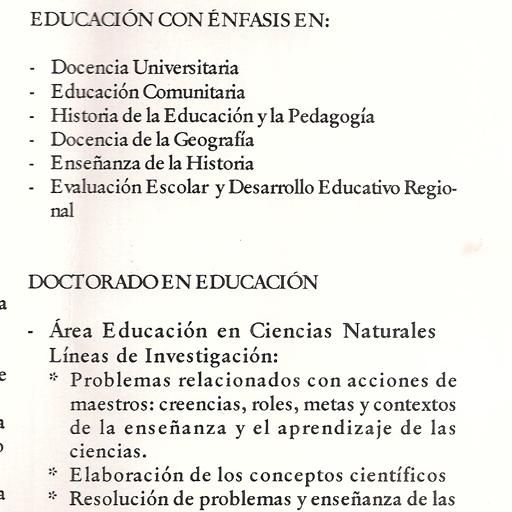 EDUCACIÓN CON ÉNFASIS EN:
- Docencia Universitaria
- Educación Comunitaria
- Historia de la Educación y la Pedagogía
- Docencia de la Geografía
- Enseñanza de la Historia
- Evaluación Escolar y Desarrollo Educativo Regio-
nal
DOCTORADO EN EDUCACIÓN
- Área Educación en Ciencias Naturales
Líneas de Investigación:
* Problemas relacionados con acciones de
maestros: creencias, roles, metas y contextos
de la enseñanza y el aprendizaje de las
ciencias.
* Elaboración de los conceptos científicos
* Resolución de problemas y enseñanza de las